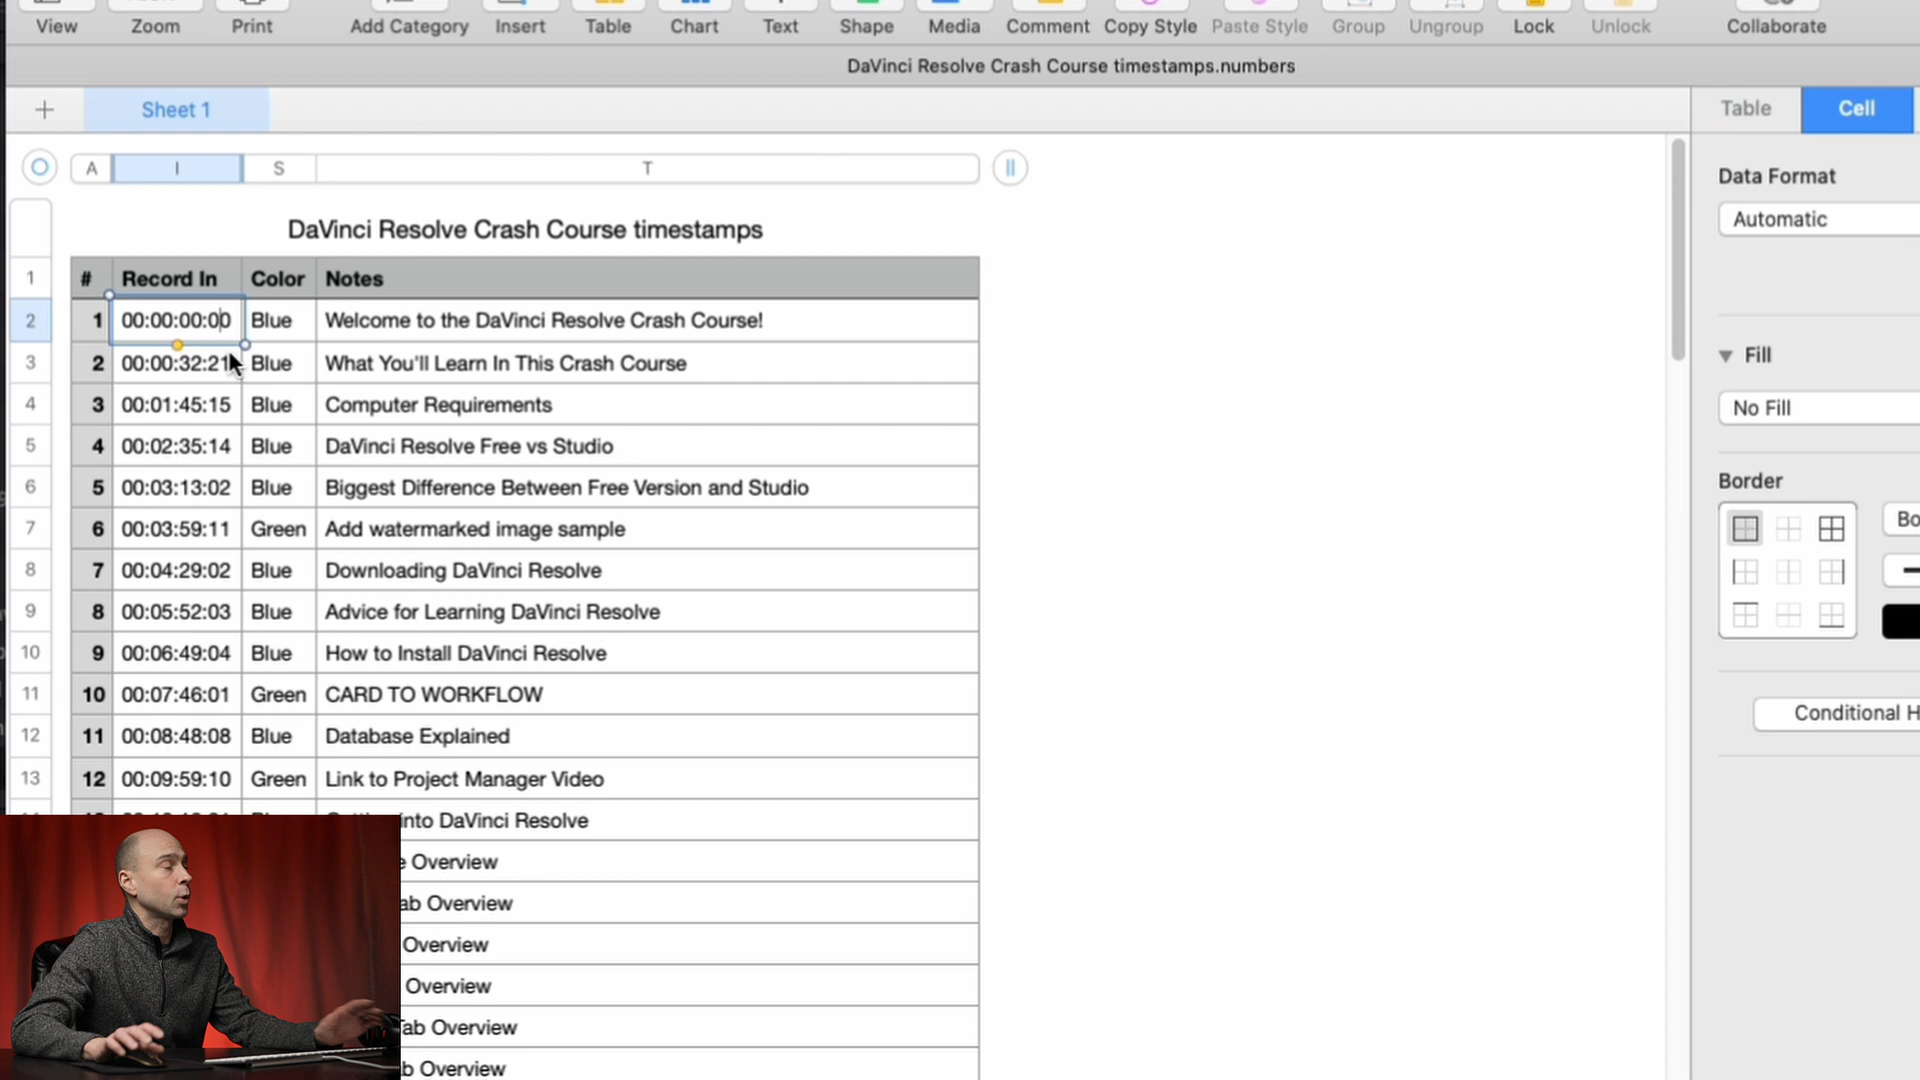 View Zoom Print Add Category Insert Table Chart Text Shape Media Comment Copy Style Paste Style Group Ungroup Lock Unlock Collaborate
DaVinci Resolve Crash Course timestamps.numbers
Sheet 1
Table Cell
A I S T
Data Format
Automatic
DaVinci Resolve Crash Course timestamps
1 # Record In Color Notes
2 1 00:00:00:00 Blue Welcome to the DaVinci Resolve Crash Course!
3 2 00:00:32:21 Blue What You'll Learn In This Crash Course
Fill
4 3 00:01:45:15 Blue Computer Requirements
No Fill
5 4 00:02:35:14 Blue DaVinci Resolve Free vs Studio
6 5 00:03:13:02 Blue Biggest Difference Between Free Version and Studio
Border
7 6 00:03:59:11 Green Add watermarked image sample
Bo
8 7 00:04:29:02 Blue Downloading DaVinci Resolve
9 8 00:05:52:03 Blue Advice for Learning DaVinci Resolve
10 9 00:06:49:04 Blue How to Install DaVinci Resolve
11 10 00:07:46:01 Green CARD TO WORKFLOW
Conditional H
12 11 00:08:48:08 Blue Database Explained
13 12 00:09:59:10 Green Link to Project Manager Video
into DaVinci Resolve
e Overview
ab Overview
Overview
Overview
Tab Overview
b Overview